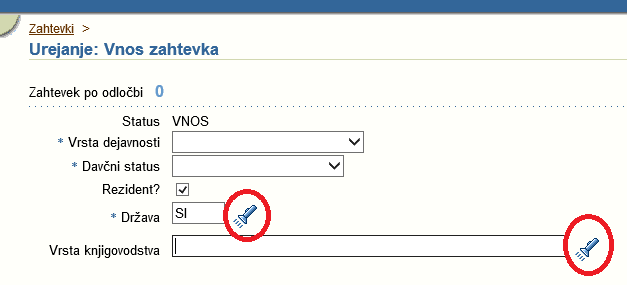 Zahtevki >
Urejanje: Vnos zahtevka
Zahtevek po odločbi 0
Status VNOS
* Vrsta dejavnosti
* Davčni status
Rezident?
* Država SI
Vrsta knjigovodstva